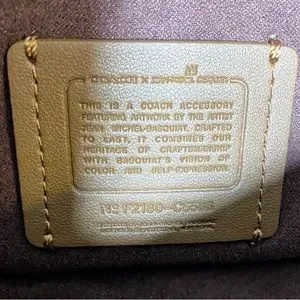 COACH X
THIS IS A COACH ACCESSORY
FEATURING ARTWORK BY THE ARTIST
JEAN-MICHEL BASQUIAT, CRAFTED
TO LAST, IT COMBINES OUR
HERITAGE OF CRAFTSMANSHIP
WITH BASQUIAT'S VISION OF
COLOR AND SELF-EXPRESSION.